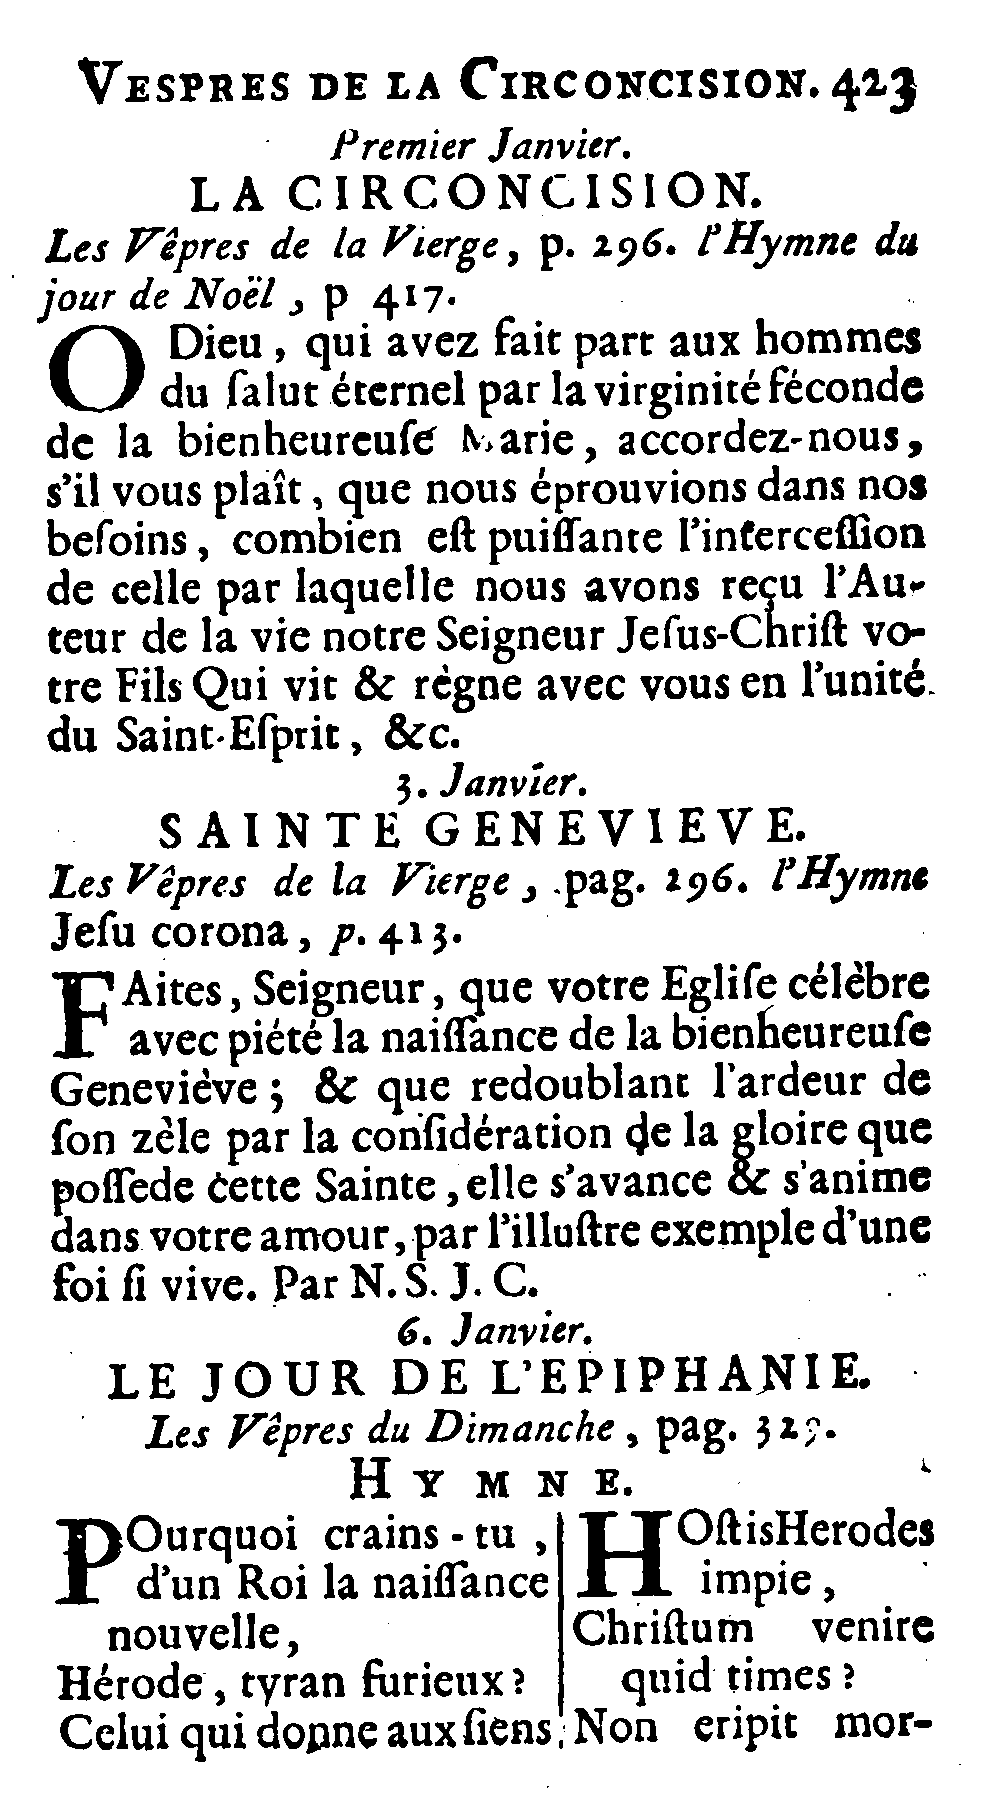 VESPRES DE LA CIRCONCISION. 423
Premier Janvier.
LA CIRCONCISION.
Les Vêpres de la Vierge, p. 296. l'Hymne du
jour de Noël, p 417.
O Dieu, qui avez fait part aux hommes
du ſalut éternel par la virginité féconde
de la bienheureuſe Marie, accordez-nous,
s'il vous plaît, que nous éprouvions dans nos
beſoins, combien eſt puiſſante l'interceſſion
de celle par laquelle nous avons reçu l'Au-
teur de la vie notre Seigneur Jeſus-Chriſt vo-
tre Fils Qui vit & règne avec vous en l'unité
du Saint-Eſprit, &c.
3. Janvier.
SAINTE GENEVIEVE.
Les Vêpres de la Vierge, pag. 296. l'Hymne
Jeſu corona, p. 413.
FAites, Seigneur, que votre Egliſe célèbre
avec piété la naiſſance de la bienheureuſe
Geneviève; & que redoublant l'ardeur de
ſon zèle par la conſidération de la gloire que
poſſede cette Sainte, elle s'avance & s'anime
dans votre amour, par l'illuſtre exemple d'une
foi ſi vive. Par N. S. J. C.
6. Janvier.
LE JOUR DE L'EPIPHANIE.
Les Vêpres du Dimanche, pag. 329.
HYMNE.
POurquoi crains-tu,
d'un Roi la naiſſance
nouvelle,
Hérode, tyran furieux?
Celui qui donne aux ſiens
HOſtis Herodes
impie,
Chriſtum venire
quid times?
Non eripit mor-